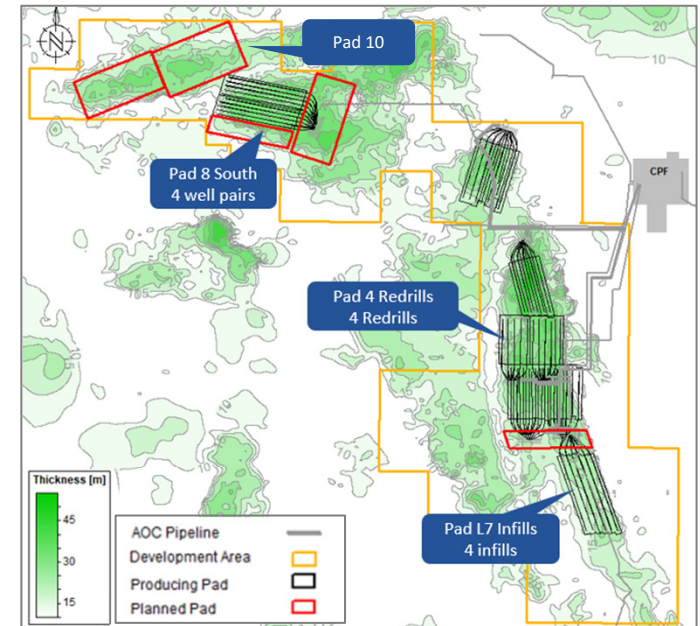 N
20
10
Pad 10
CPF
Pad 8 South
4 well pairs
Pad 4 Redrills
4 Redrills
Pad L7 Infills
4 infills
Thickness [m]
45
30
15
AOC Pipeline
Development Area
Producing Pad
Planned Pad